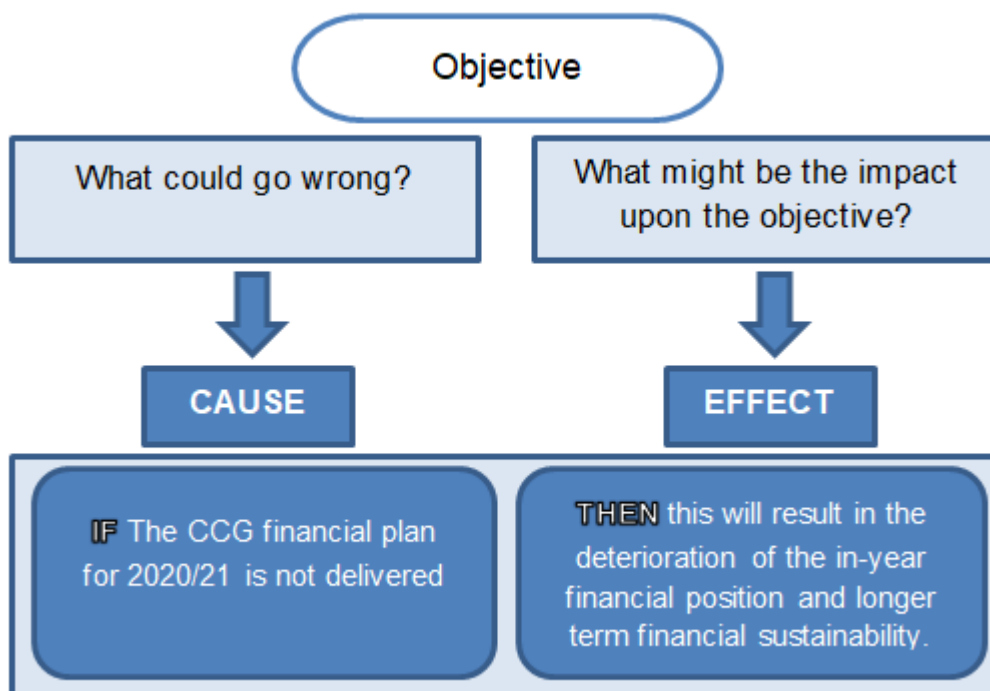 Objective
What could go wrong?
What might be the impact
upon the objective?
CAUSE
EFFECT
IF The CCG financial plan
for 2020/21 is not delivered
THEN this will result in the
deterioration of the in-year
financial position and longer
term financial sustainability.